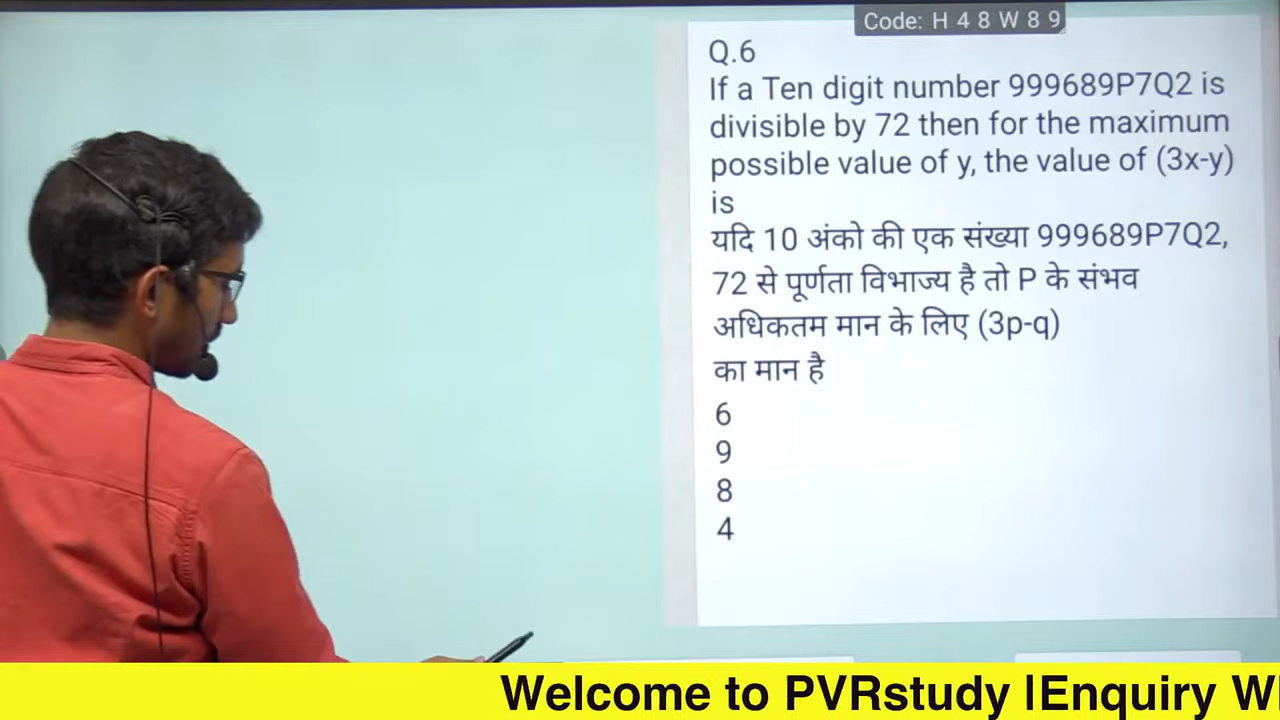 Code: H 4 8 W 8 9
Q.6
If a Ten digit number 999689P7Q2 is
divisible by 72 then for the maximum
possible value of y, the value of (3x-y)
is
यदि 10 अंको की एक संख्या 999689P7Q2,
72 से पूर्णता विभाज्य है तो P के संभव
अधिकतम मान के लिए (3p-q)
का मान है
6
9
8
4
Welcome to PVRstudy |Enquiry W